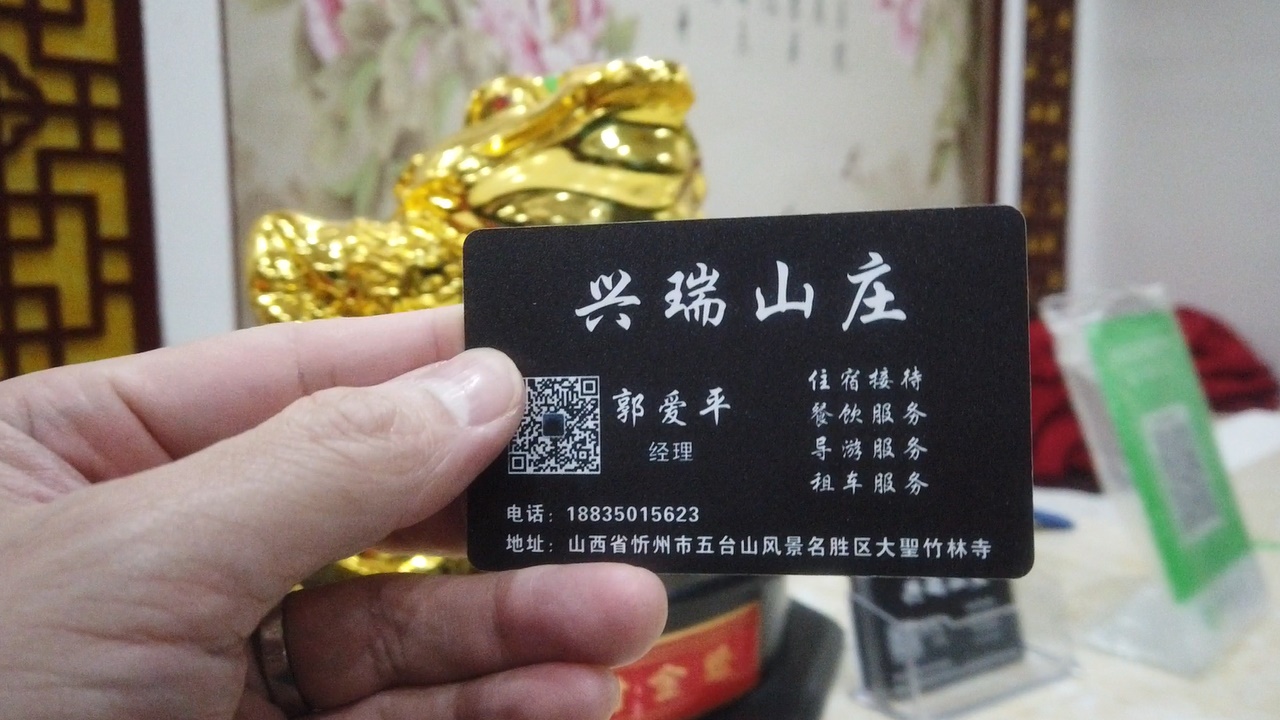 兴瑞山庄
郭爱平
经理
住宿接待
餐饮服务
导游服务
租车服务
电话：18835015623
地址：山西省忻州市五台山风景名胜区大聖竹林寺